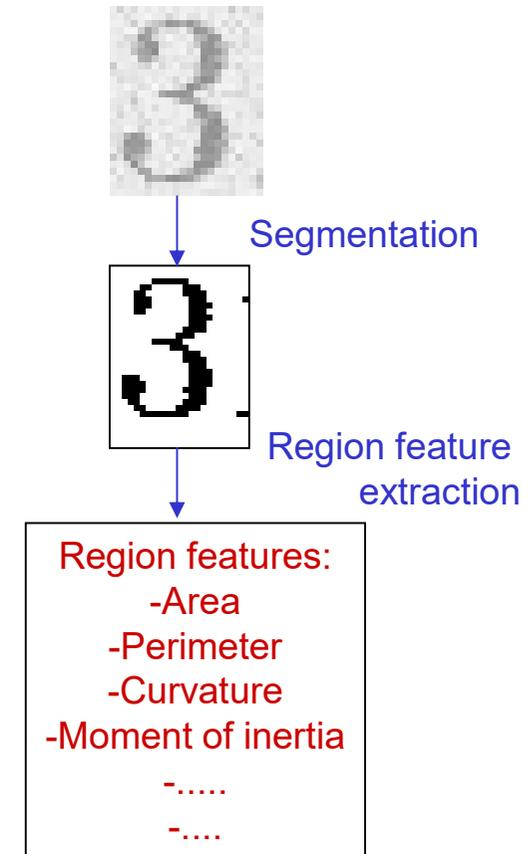 3
Segmentation
3
Region feature
extraction
Region features:
-Area
-Perimeter
-Curvature
-Moment of inertia
-.....
-....